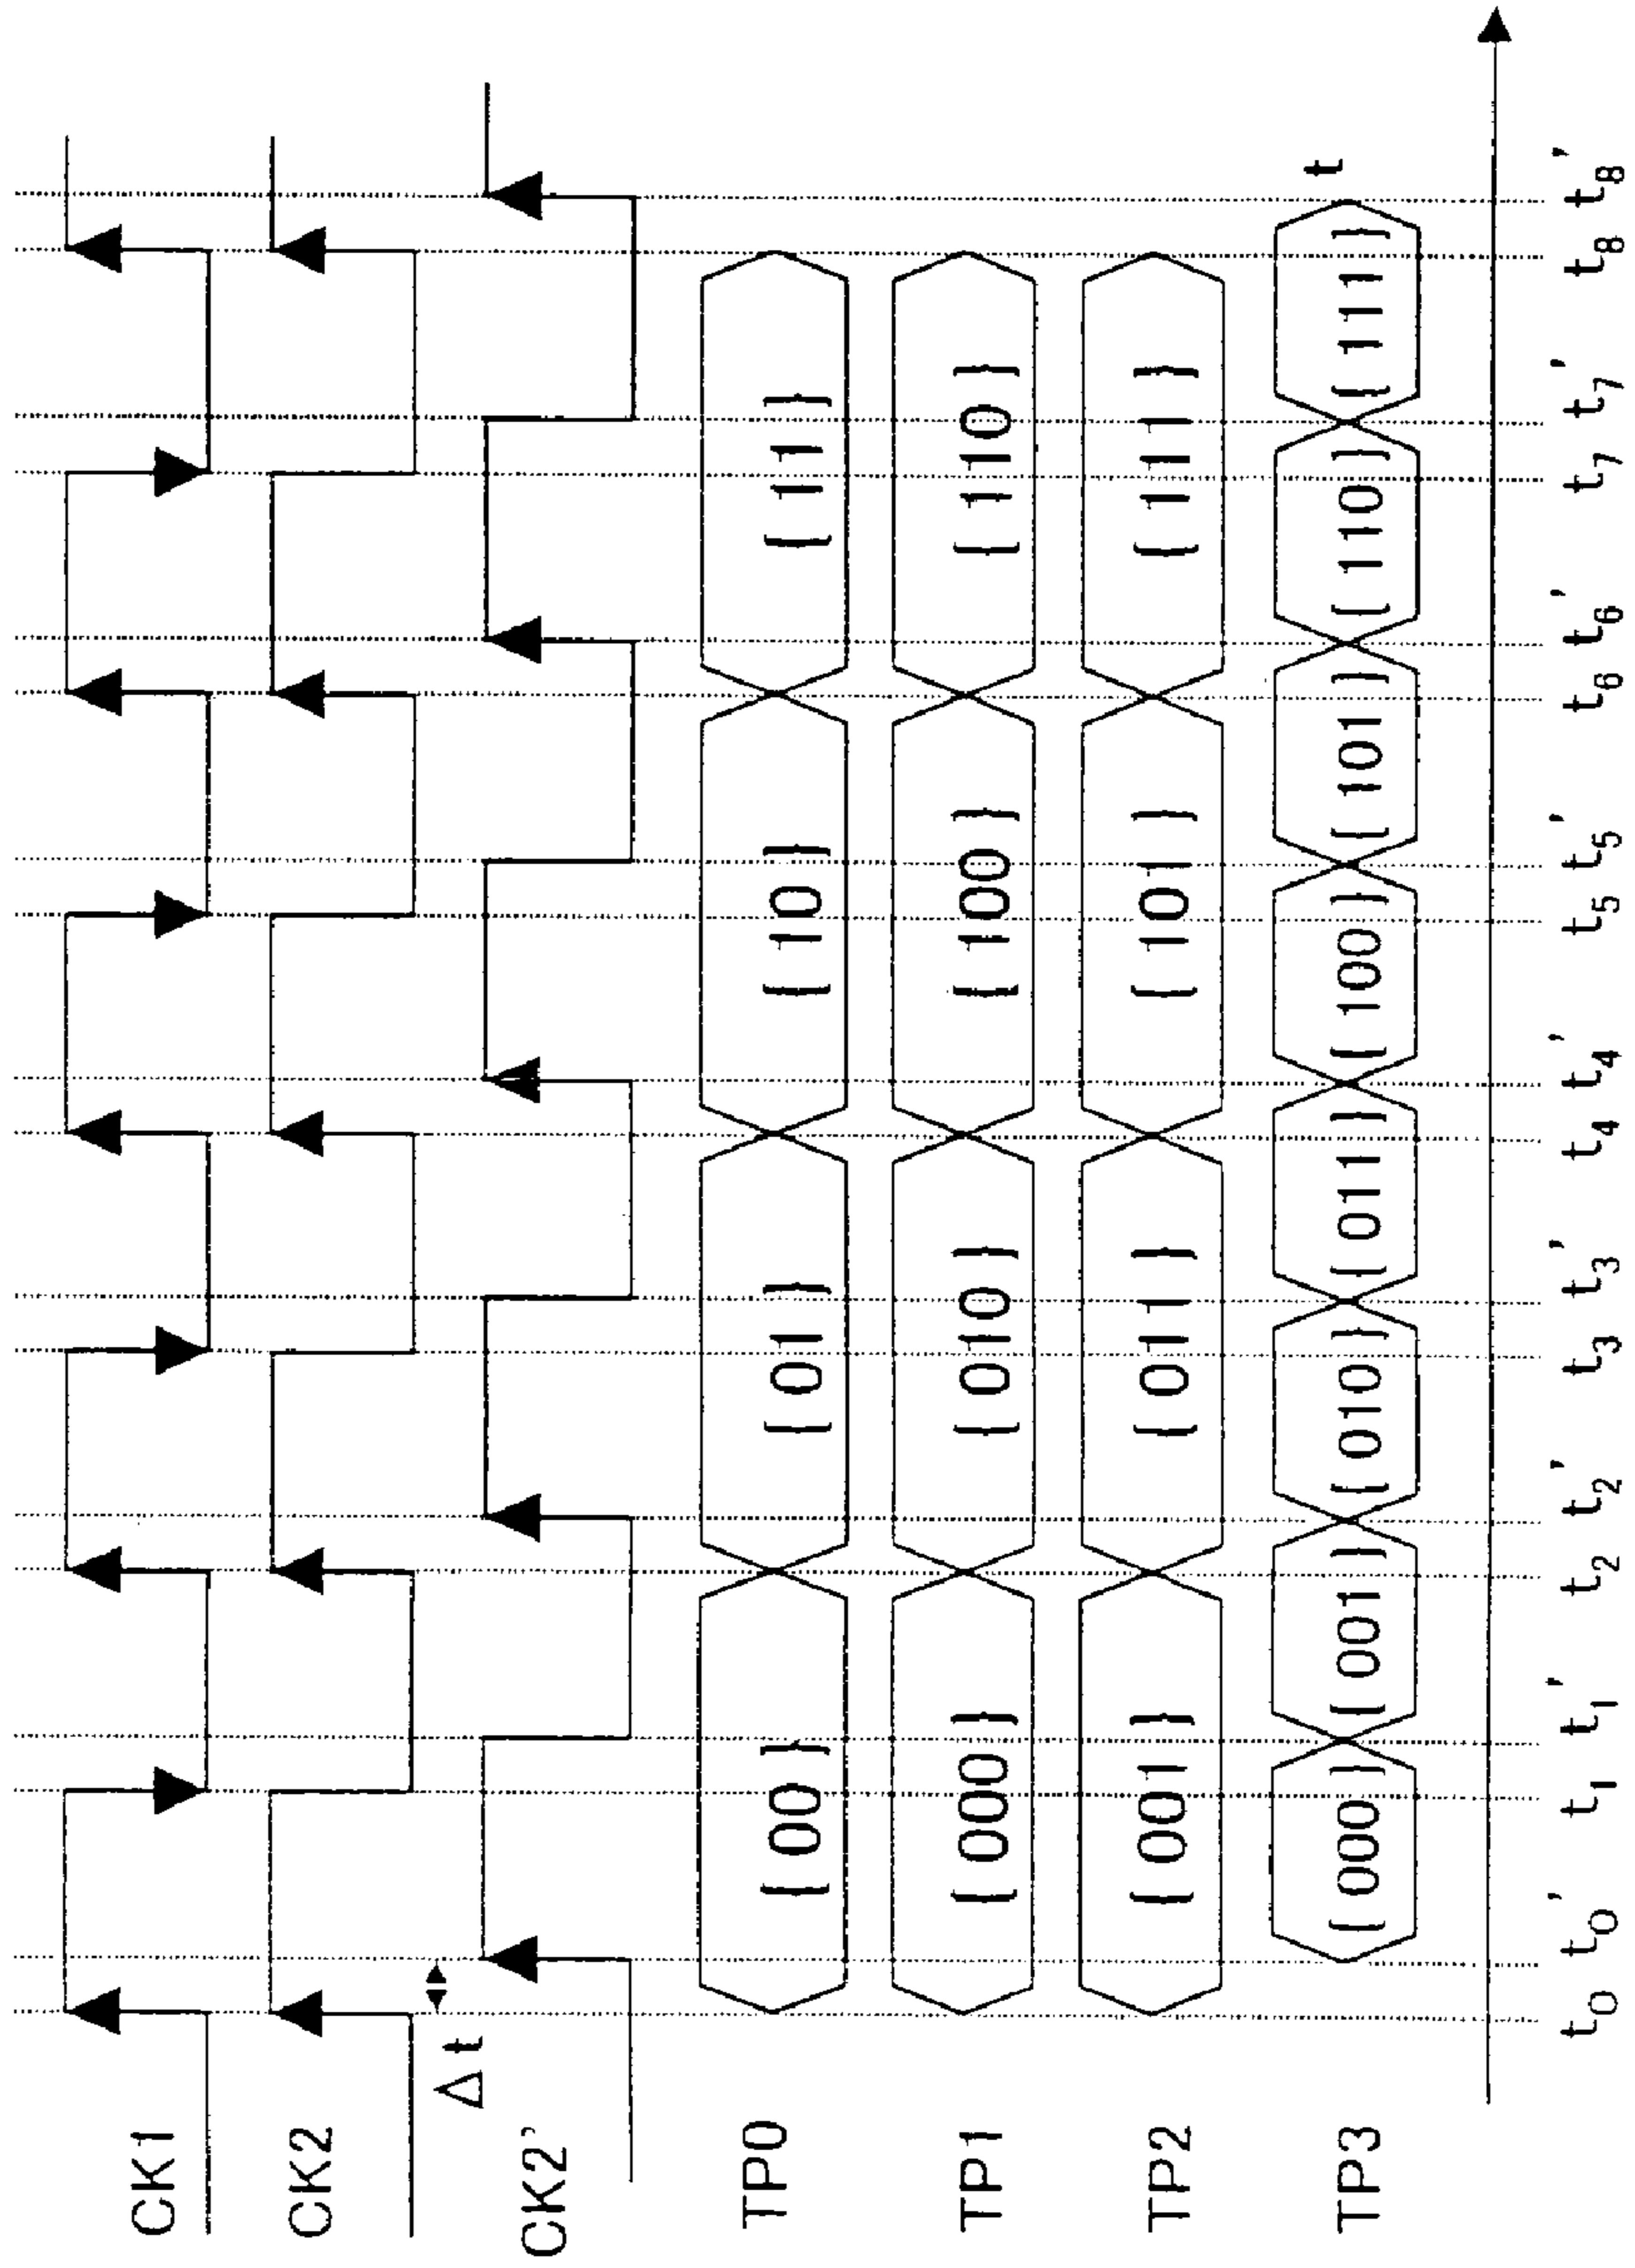 CK1
CK2
Δt
CK2'
TP0 { 00 } { 01 } { 10 } { 11 }
TP1 { 000 } { 010 } { 100 } { 110 }
TP2 { 001 } { 011 } { 101 } { 111 }
TP3 { 000 } { 001 } { 010 } { 011 } { 100 } { 101 } { 110 } { 111 }
t
t0 t0' t1 t1' t2 t2' t3 t3' t4 t4' t5 t5' t6 t6' t7 t7' t8 t8'